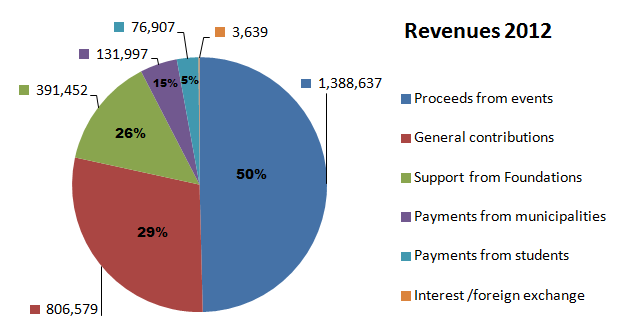 Revenues 2012
76,907
3,639
131,997
391,452
1,388,637
806,579
15%
5%
26%
50%
29%
Proceeds from events
General contributions
Support from Foundations
Payments from municipalities
Payments from students
Interest /foreign exchange